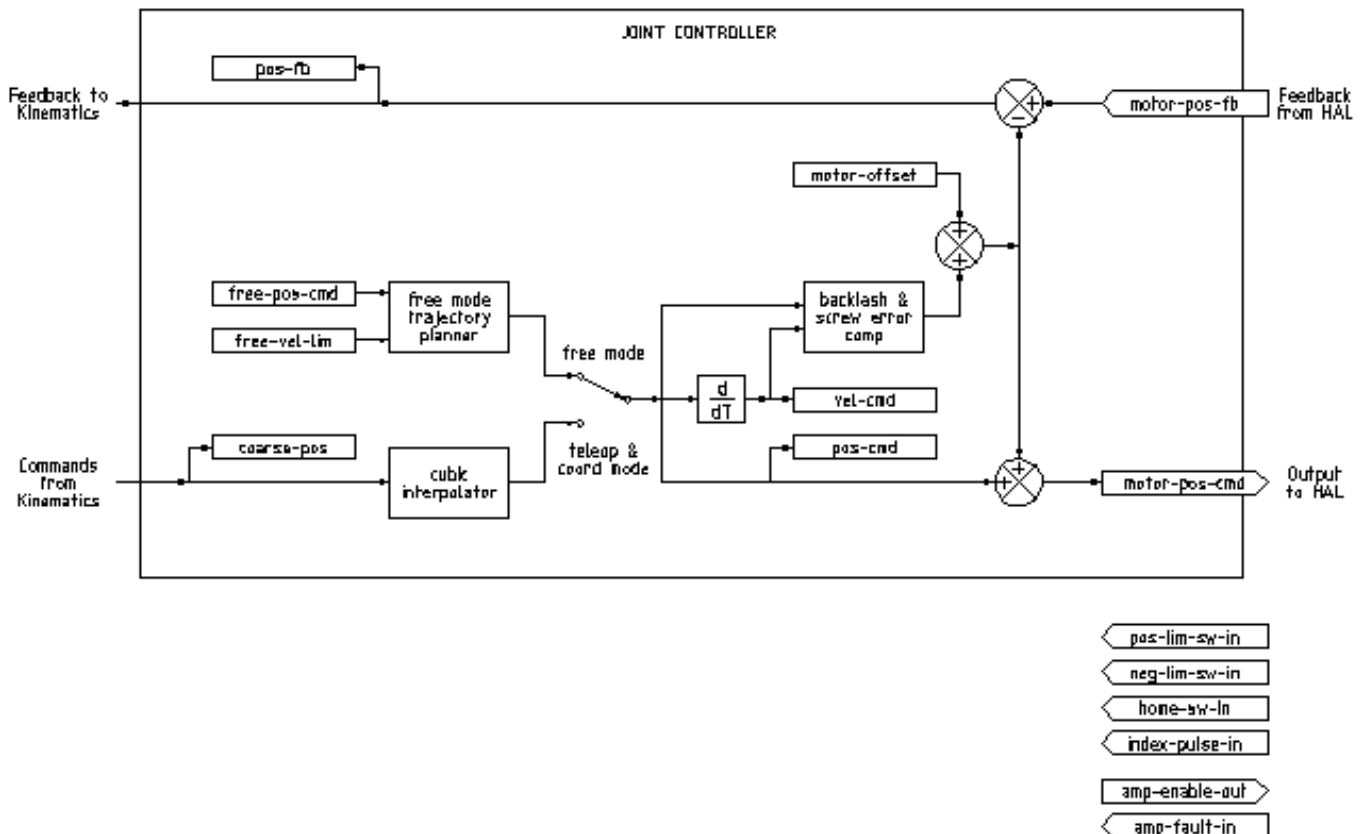 JOINT CONTROLLER
pos-fb
Feedback to
Kinematics
+
-
motor-pos-fb
Feedback
from HAL
motor-offset
+
+
free-pos-cmd
free-vel-lim
free mode
trajectory
planner
backlash &
screw error
comp
free mode
d
dT
vel-cmd
coarse-pos
teleop &
coord mode
pos-cmd
Commands
from
Kinematics
cubic
interpolator
+
+
motor-pos-cmd
Output
to HAL
pos-lim-sw-in
neg-lim-sw-in
home-sw-in
index-pulse-in
amp-enable-out
amp-fault-in